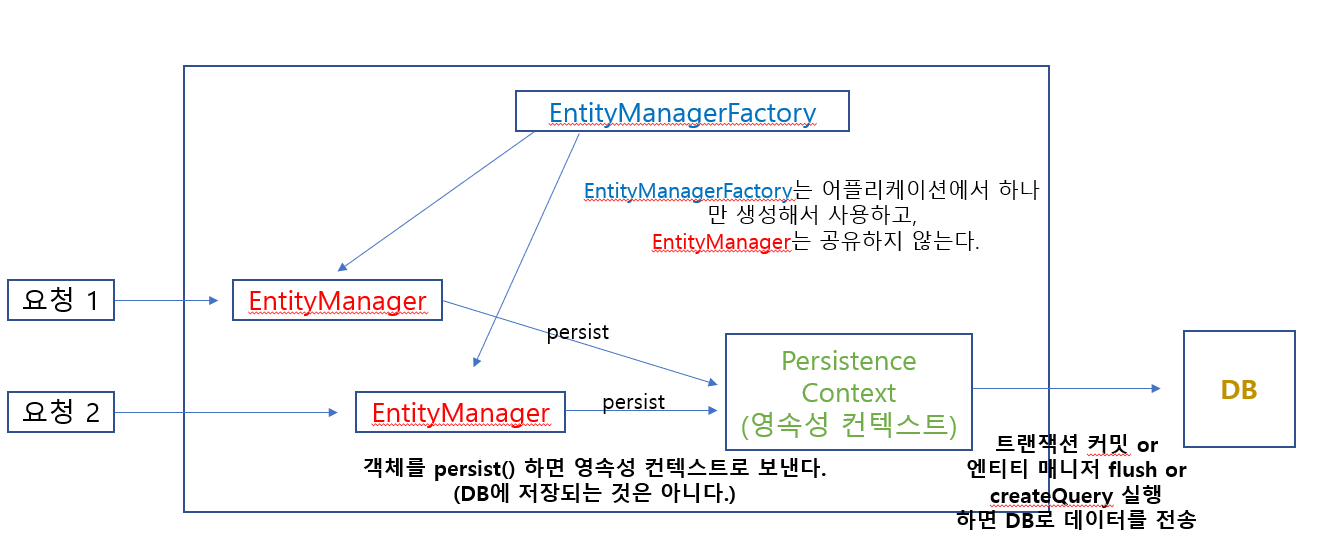 EntityManagerFactory
EntityManagerFactory는 어플리케이션에서 하나
만 생성해서 사용하고,
EntityManager는 공유하지 않는다.
요청 1
EntityManager
persist
Persistence
Context
(영속성 컨텍스트)
DB
요청 2
EntityManager
persist
객체를 persist() 하면 영속성 컨텍스트로 보낸다.
(DB에 저장되는 것은 아니다.)
트랜잭션 커밋 or
엔티티 매니저 flush or
createQuery 실행
하면 DB로 데이터를 전송